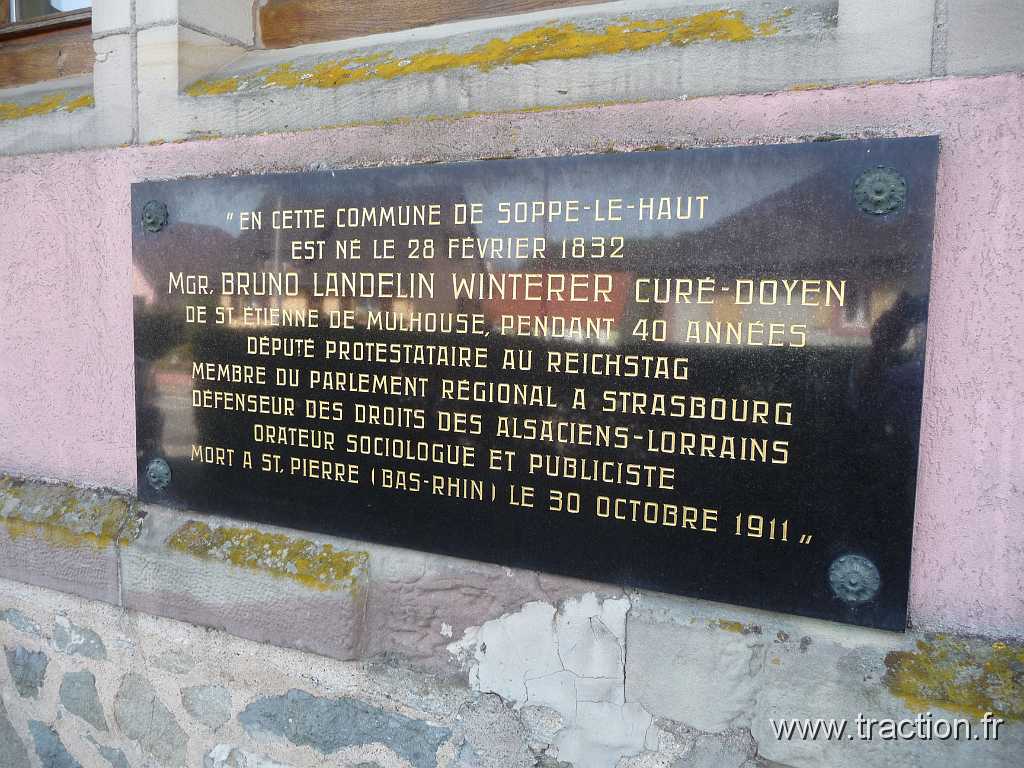 " EN CETTE COMMUNE DE SOPPE-LE-HAUT
EST NÉ LE 28 FÉVRIER 1832
MGR. BRUNO LANDELIN WINTERER CURÉ-DOYEN
DE ST ÉTIENNE DE MULHOUSE, PENDANT 40 ANNÉES
DÉPUTÉ PROTESTATAIRE AU REICHSTAG
MEMBRE DU PARLEMENT RÉGIONAL A STRASBOURG
DÉFENSEUR DES DROITS DES ALSACIENS-LORRAINS
ORATEUR SOCIOLOGUE ET PUBLICISTE
MORT A ST. PIERRE (BAS-RHIN) LE 30 OCTOBRE 1911 "
www.traction.fr